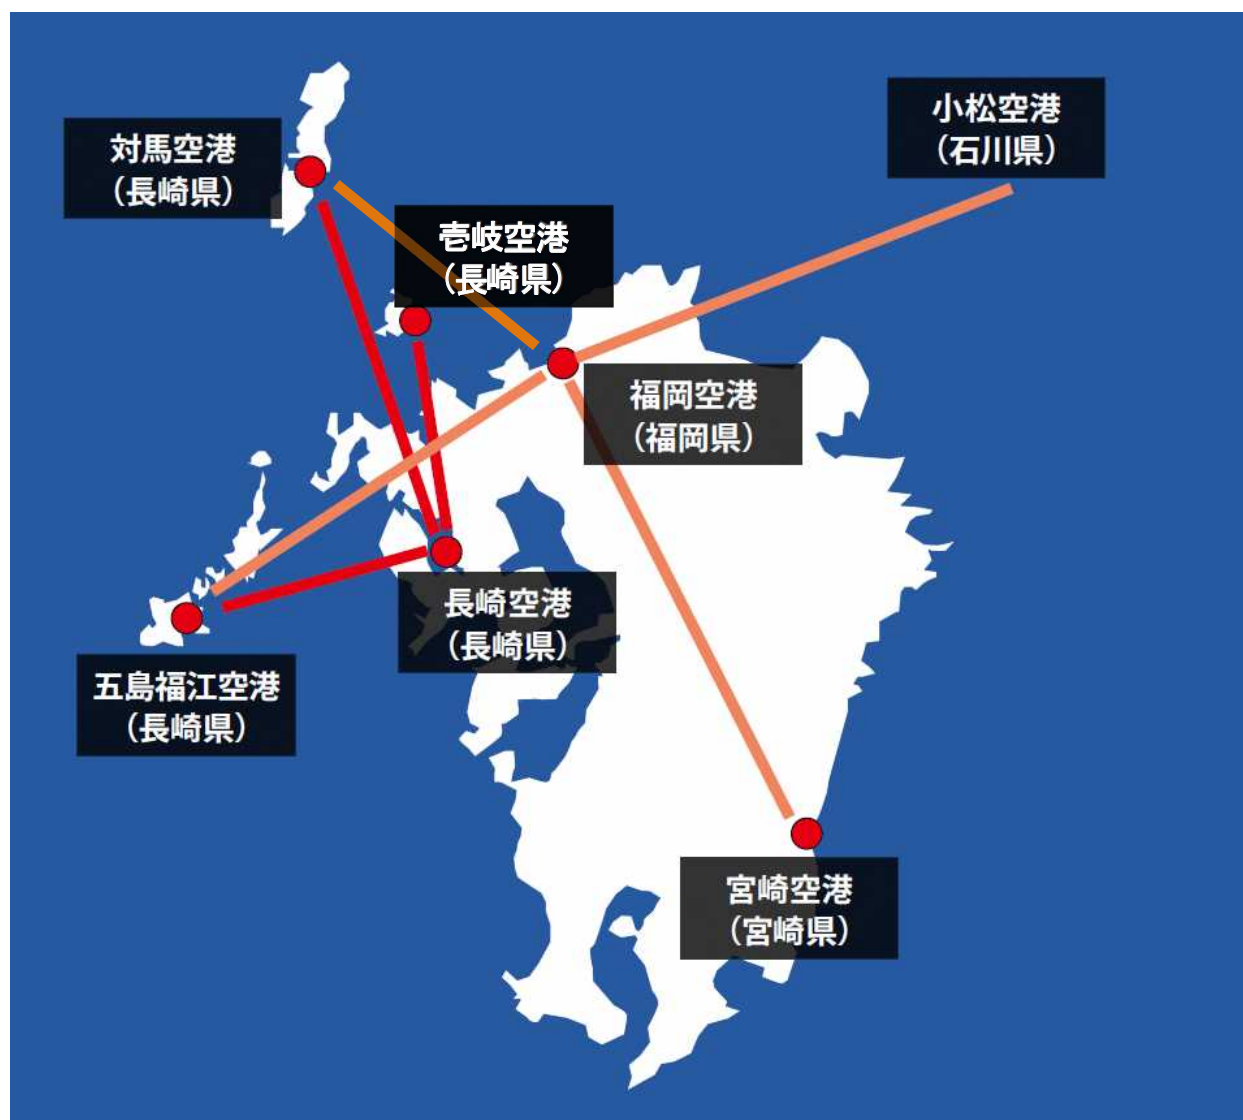 小松空港
（石川県）
対馬空港
（長崎県）
壱岐空港
（長崎県）
福岡空港
（福岡県）
長崎空港
（長崎県）
五島福江空港
（長崎県）
宮崎空港
（宮崎県）